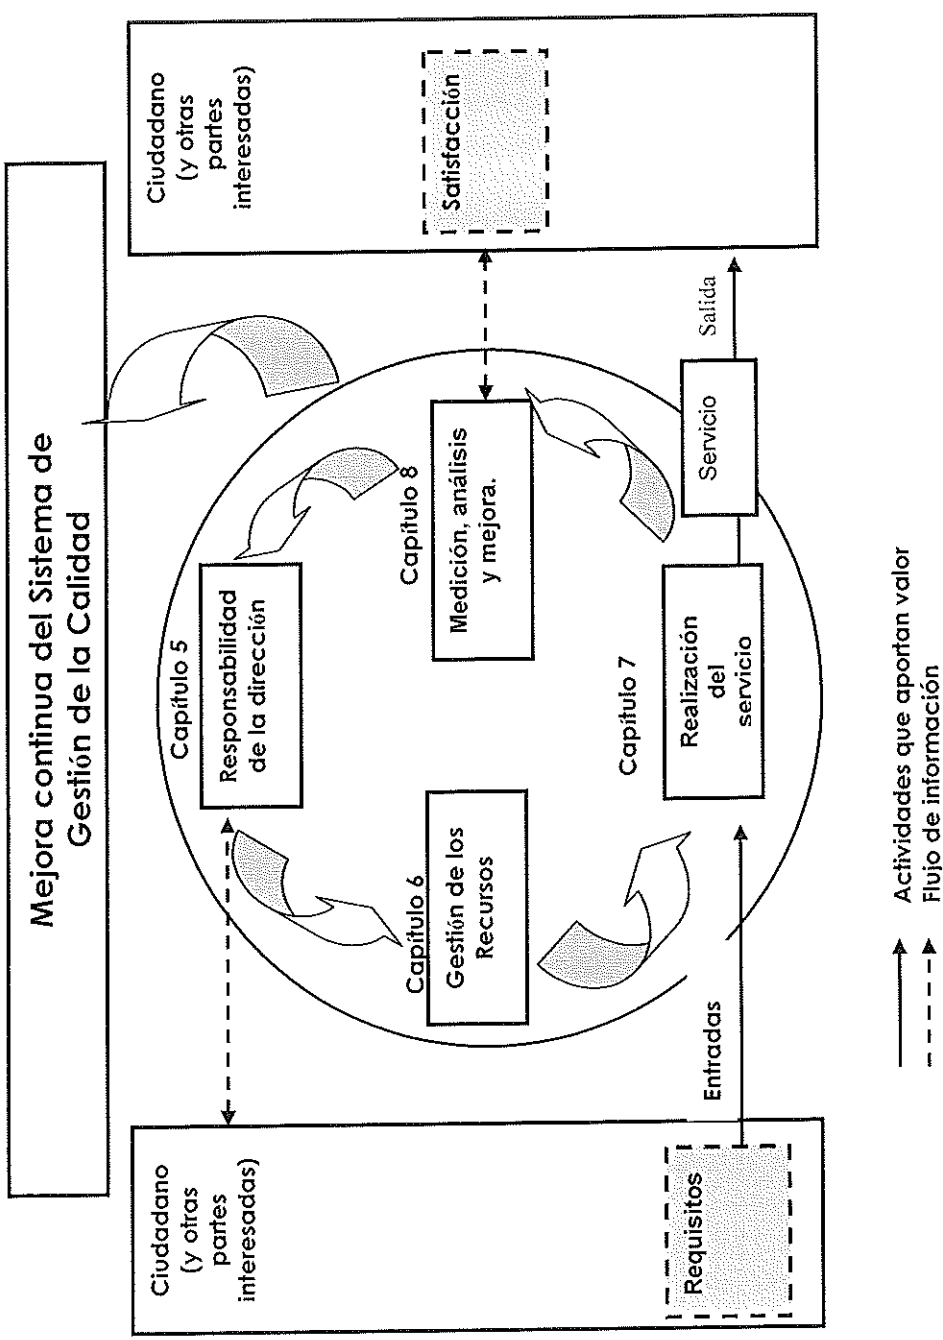 Mejora continua del Sistema de
Gestión de la Calidad
Ciudadano
(y otras
partes
interesadas)
Requisitos
Entradas
Capítulo 5
Responsabilidad
de la dirección
Capítulo 6
Gestión de los
Recursos
Capítulo 8
Medición, análisis
y mejora.
Capítulo 7
Realización
del
servicio
Servicio
Salida
Ciudadano
(y otras
partes
interesadas)
Satisfacción
Actividades que aportan valor
Flujo de información